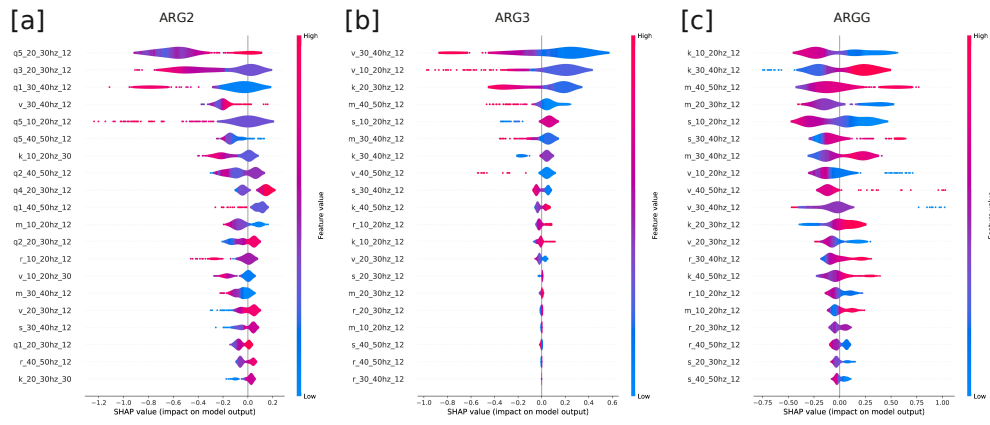 [a]
ARG2
q5_20_30hz_12
q3_20_30hz_12
q1_30_40hz_12
v_30_40hz_12
q5_10_20hz_12
q5_40_50hz_12
k_10_20hz_30
q2_40_50hz_12
q4_20_30hz_12
q1_40_50hz_12
m_10_20hz_12
q2_20_30hz_12
r_10_20hz_12
v_10_20hz_30
m_30_40hz_12
v_20_30hz_12
s_30_40hz_12
q1_20_30hz_12
r_40_50hz_12
k_20_30hz_30
−1.2 −1.0 −0.8 −0.6 −0.4 −0.2 0.0 0.2
SHAP value (impact on model output)
High
Feature value
Low
[b]
ARG3
v_30_40hz_12
v_10_20hz_12
k_20_30hz_12
m_40_50hz_12
s_10_20hz_12
m_30_40hz_12
k_30_40hz_12
v_40_50hz_12
s_30_40hz_12
k_40_50hz_12
r_10_20hz_12
k_10_20hz_12
v_20_30hz_12
s_20_30hz_12
m_20_30hz_12
r_20_30hz_12
m_10_20hz_12
s_40_50hz_12
r_40_50hz_12
r_30_40hz_12
−1.0 −0.8 −0.6 −0.4 −0.2 0.0 0.2 0.4 0.6
SHAP value (impact on model output)
High
Feature value
Low
[c]
ARGG
k_10_20hz_12
k_30_40hz_12
m_40_50hz_12
m_20_30hz_12
s_10_20hz_12
s_30_40hz_12
m_30_40hz_12
v_10_20hz_12
v_40_50hz_12
v_30_40hz_12
k_20_30hz_12
v_20_30hz_12
r_30_40hz_12
k_40_50hz_12
r_10_20hz_12
m_10_20hz_12
r_20_30hz_12
r_40_50hz_12
s_20_30hz_12
s_40_50hz_12
−0.75 −0.50 −0.25 0.00 0.25 0.50 0.75 1.00
SHAP value (impact on model output)
High
Low